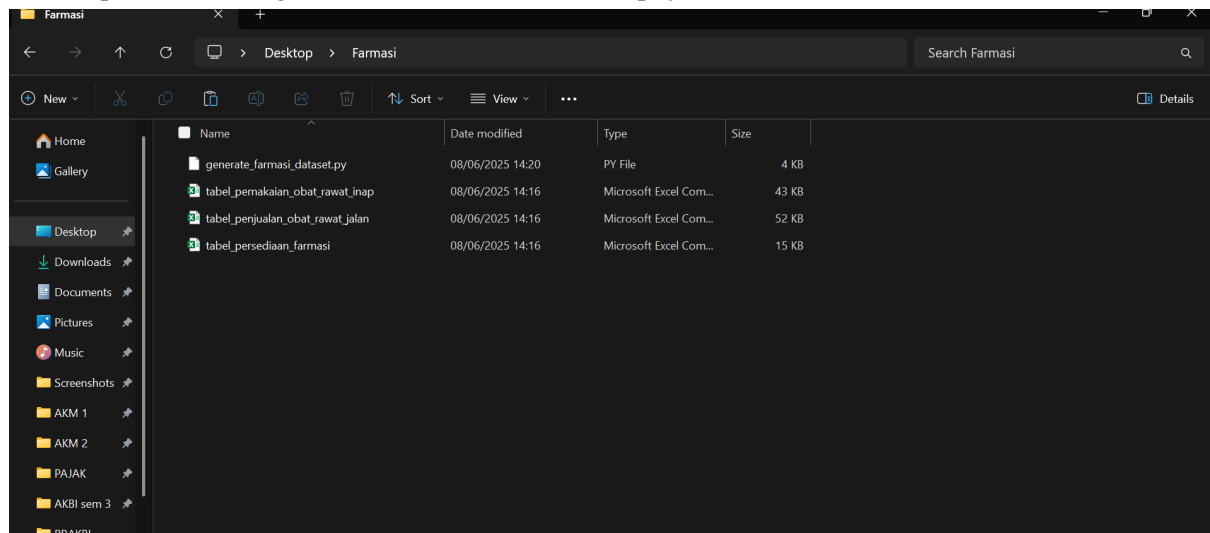 Farmasi
Desktop > Farmasi
Search Farmasi
New
Sort
View
Details
Name Date modified Type Size
Home
Gallery
generate_farmasi_dataset.py 08/06/2025 14:20 PY File 4 KB
tabel_pemakaian_obat_rawat_inap 08/06/2025 14:16 Microsoft Excel Com... 43 KB
tabel_penjualan_obat_rawat_jalan 08/06/2025 14:16 Microsoft Excel Com... 52 KB
tabel_persediaan_farmasi 08/06/2025 14:16 Microsoft Excel Com... 15 KB
Desktop
Downloads
Documents
Pictures
Music
Screenshots
AKM 1
AKM 2
PAJAK
AKBI sem 3